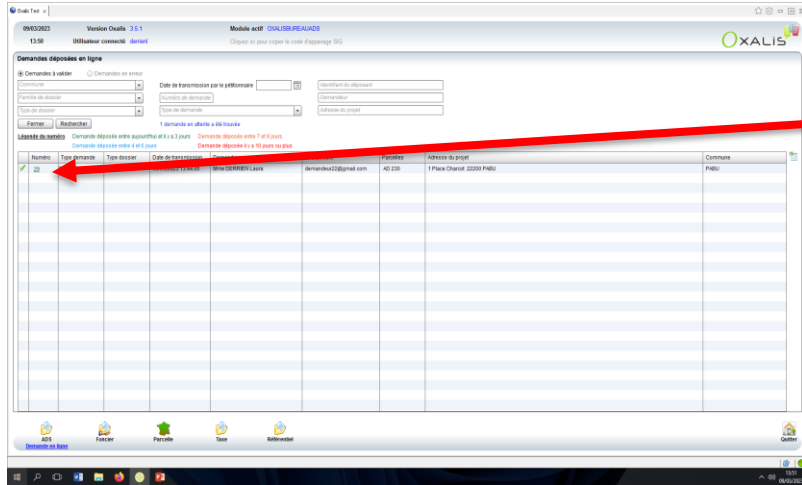 Oxalis Test
09/03/2023 Version Oxalis 3.5.1 Module actif OXALISBUREAUADS
13:50 Utilisateur connecté derrienl Cliquez ici pour copier le code d'appairage SIG
OXALIS
Demandes déposées en ligne
Demandes à valider Demandes en erreur
Commune Date de transmission par le pétitionnaire Identifiant du déposant
Famille de dossier Numéro de demande Demandeur
Type de dossier Type de demande Adresse du projet
Fermer Rechercher 1 demande en attente a été trouvée
Légende du numéro Demande déposée entre aujourd'hui et il y a 3 jours Demande déposée entre 7 et 9 jours
Demande déposée entre 4 et 6 jours Demande déposée il y a 10 jours ou plus
Numéro Type demande Type dossier Date de transmission Parcelles Adresse du projet Commune
29 Mme DERRIEN Laura demandeur22@gmail.com AD 230 1 Place Charcot 22200 PABU PABU
ADS Foncier Parcelle Taxe Référentiel Quitter
Demande en ligne
13:51
09/03/202